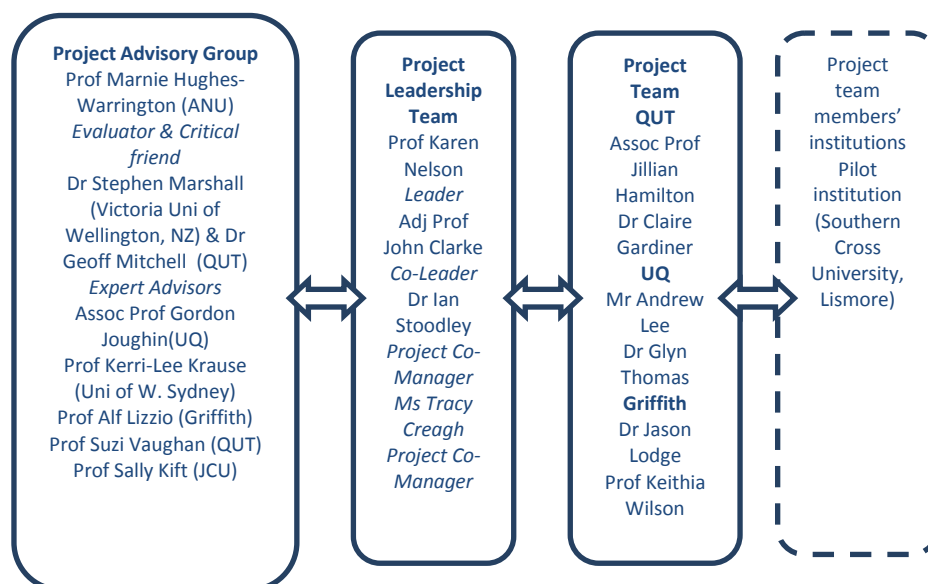 Project Advisory Group
Prof Marnie Hughes-
Warrington (ANU)
Evaluator & Critical
friend
Dr Stephen Marshall
(Victoria Uni of
Wellington, NZ) & Dr
Geoff Mitchell (QUT)
Expert Advisors
Assoc Prof Gordon
Joughin(UQ)
Prof Kerri-Lee Krause
(Uni of W. Sydney)
Prof Alf Lizzio (Griffith)
Prof Suzi Vaughan (QUT)
Prof Sally Kift (JCU)
Project
Leadership
Team
Prof Karen
Nelson
Leader
Adj Prof
John Clarke
Co-Leader
Dr Ian
Stoodley
Project Co-
Manager
Ms Tracy
Creagh
Project Co-
Manager
Project
Team
QUT
Assoc Prof
Jillian
Hamilton
Dr Claire
Gardiner
UQ
Mr Andrew
Lee
Dr Glyn
Thomas
Griffith
Dr Jason
Lodge
Prof Keithia
Wilson
Project
team
members’
institutions
Pilot
institution
(Southern
Cross
University,
Lismore)